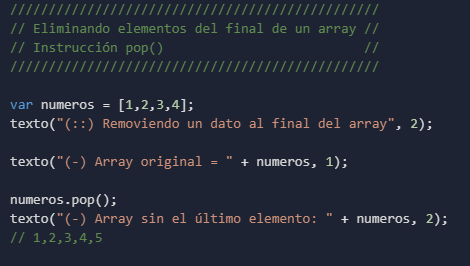 ////////////////////////////////////////////////
// Eliminando elementos del final de un array //
// Instrucción pop()                          //
////////////////////////////////////////////////
var numeros = [1,2,3,4];
texto("(::) Removiendo un dato al final del array", 2);
texto("(-) Array original = " + numeros, 1);
numeros.pop();
texto("(-) Array sin el último elemento: " + numeros, 2);
// 1,2,3,4,5